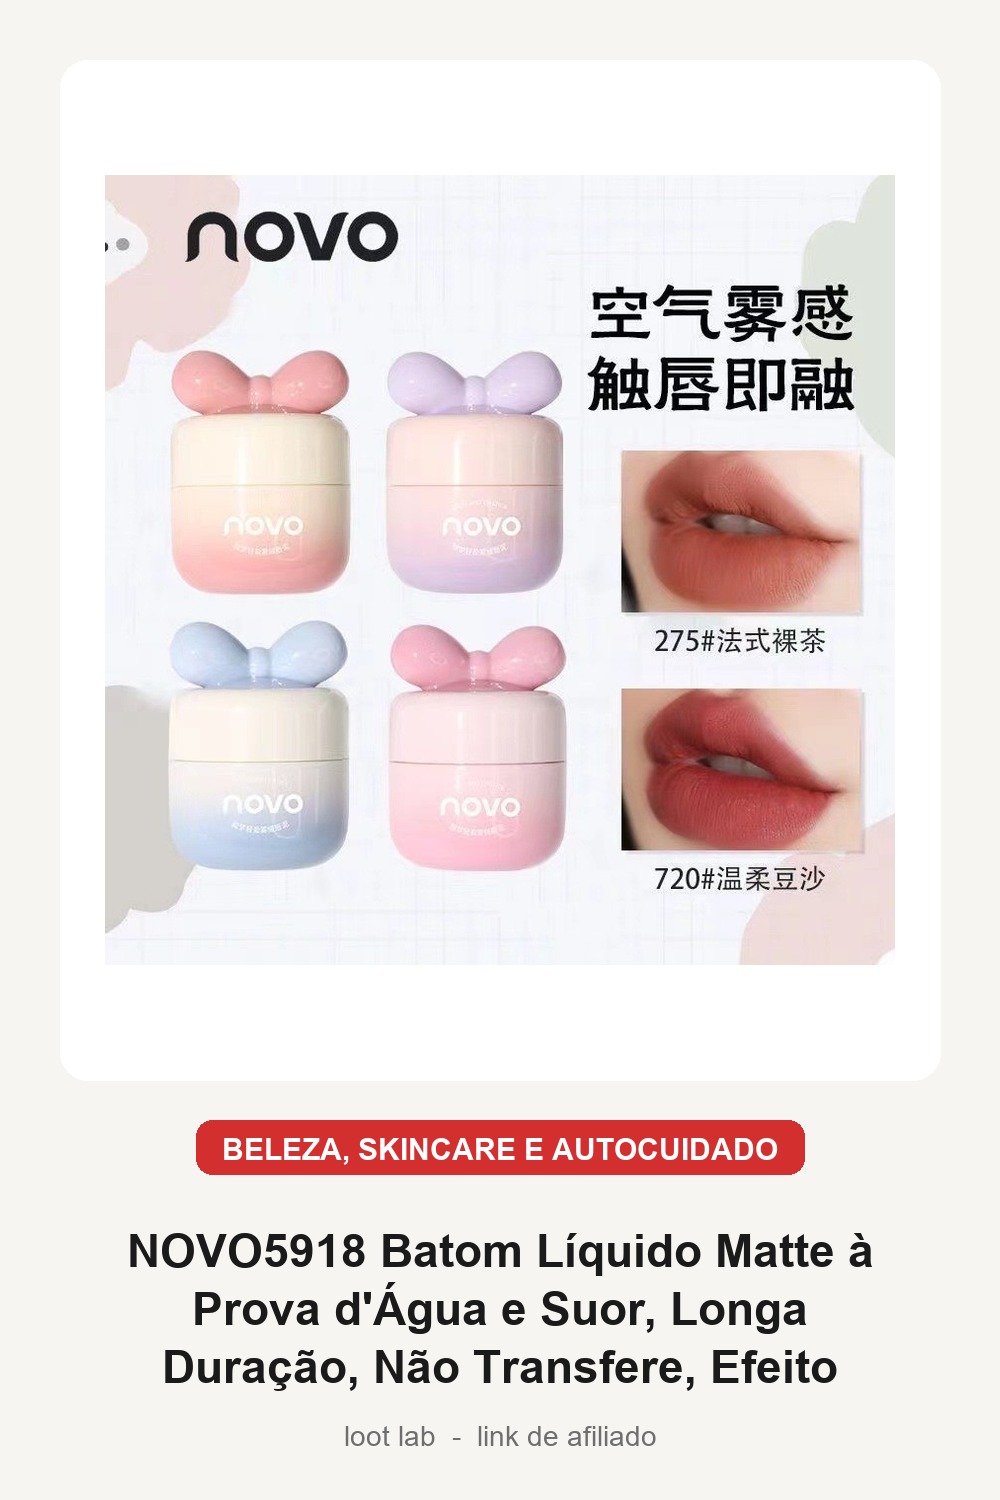 novo
空气雾感
触唇即融
novo
novo
275#法式裸茶
novo
novo
720#温柔豆沙
BELEZA, SKINCARE E AUTOCUIDADO
NOVO5918 Batom Líquido Matte à
Prova d'Água e Suor, Longa
Duração, Não Transfere, Efeito
loot lab - link de afiliado